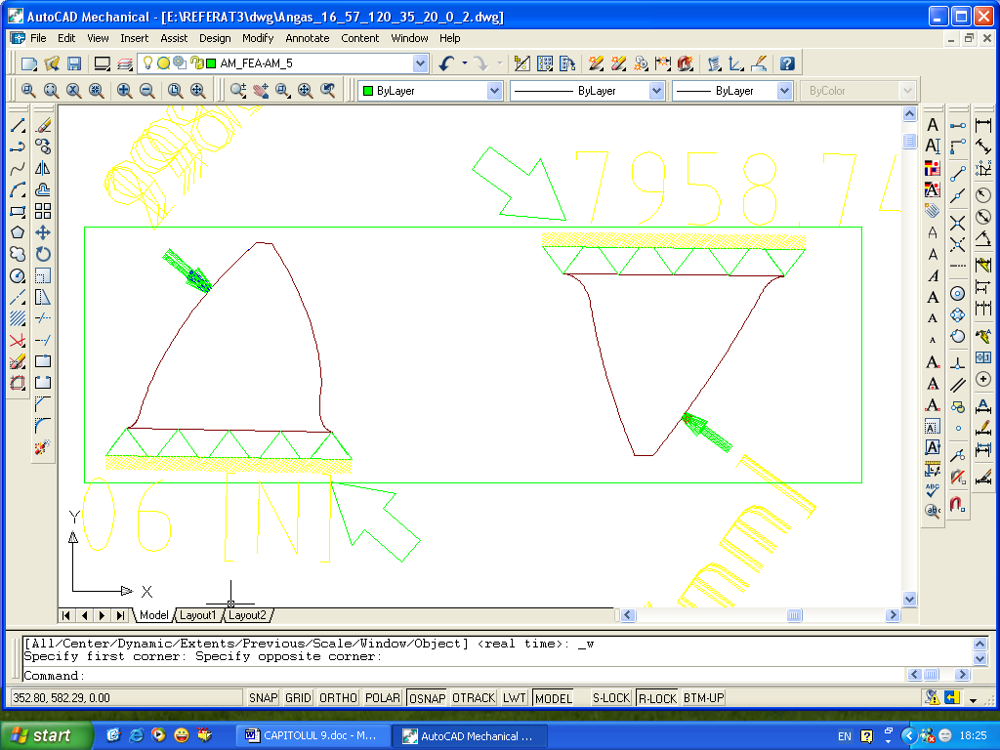 AutoCAD Mechanical - [E:\REFERAT3\dwg\Angas_16_57_120_35_20_0_2.dwg]
File Edit View Insert Assist Design Modify Annotate Content Window Help
AM_FEA-AM_5
ByLayer ByLayer ByLayer ByColor
7958,74
06 [N]
Y
X
Model Layout1 Layout2
[All/Center/Dynamic/Extents/Previous/Scale/Window/Object] <real time>: _w
Specify first corner: Specify opposite corner:
Command:
352.80, 582.29, 0.00 SNAP GRID ORTHO POLAR OSNAP OTRACK LWT MODEL S-LOCK R-LOCK BTM-UP
start CAPITOLUL 9.doc - M... AutoCAD Mechanical ... EN 18:25